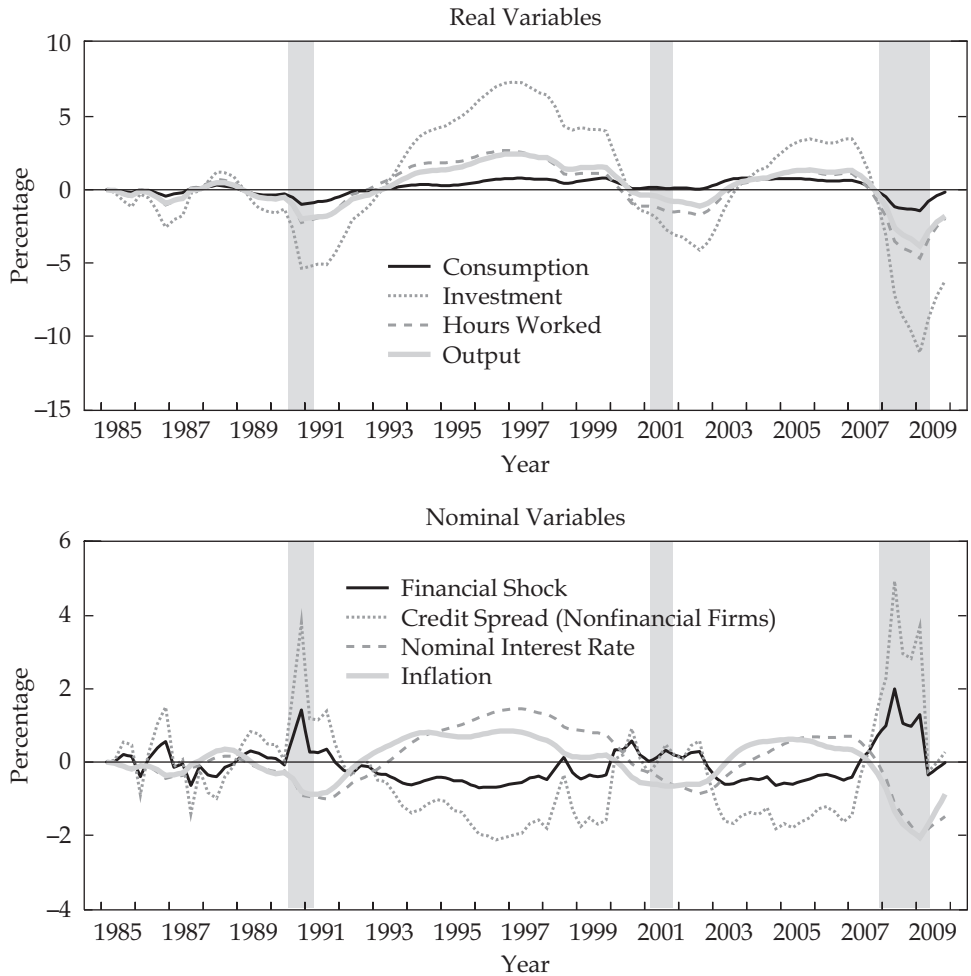 Real Variables
10
5
0
–5
–10
–15
Percentage
Consumption
Investment
Hours Worked
Output
1985 1987 1989 1991 1993 1995 1997 1999 2001 2003 2005 2007 2009
Year
Nominal Variables
6
4
2
0
–2
–4
Percentage
Financial Shock
Credit Spread (Nonfinancial Firms)
Nominal Interest Rate
Inflation
1985 1987 1989 1991 1993 1995 1997 1999 2001 2003 2005 2007 2009
Year